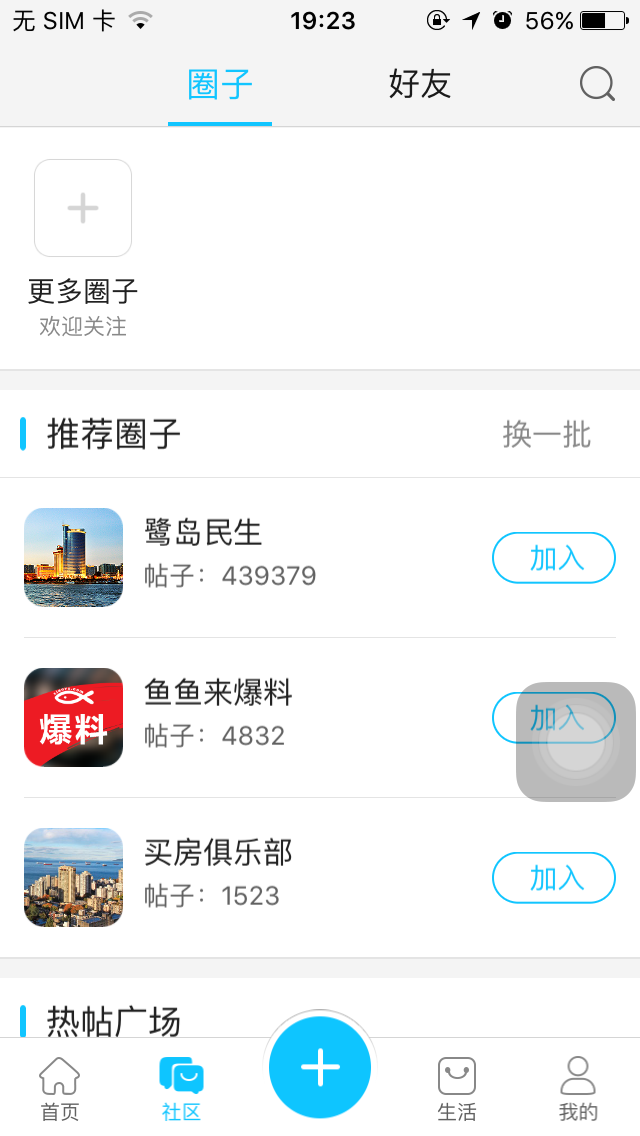 无 SIM 卡 19:23 56%
圈子 好友
更多圈子
欢迎关注
推荐圈子 换一批
鹭岛民生
帖子：439379
加入
鱼鱼来爆料
帖子：4832
加入
爆料
买房俱乐部
帖子：1523
加入
热帖广场
首页 社区 生活 我的